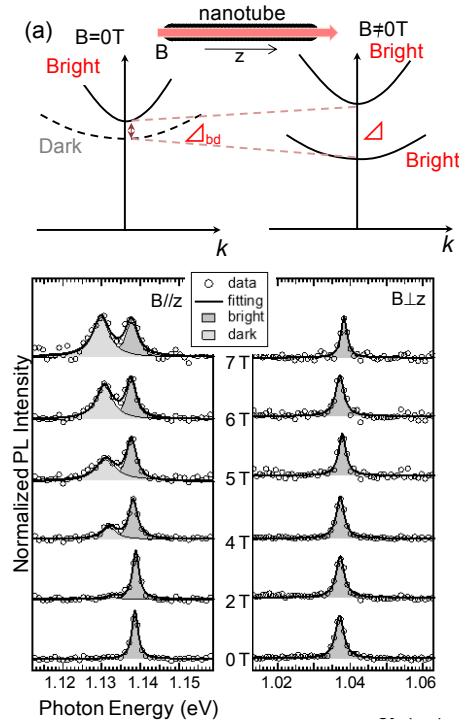 (a)
nanotube
B=0T
B
z
B≠0T
Bright
Bright
Dark
Δbd
Δ
Bright
k
k
B//z
data
fitting
bright
dark
B⊥z
7 T
6 T
5 T
4 T
2 T
0 T
Normalized PL Intensity
1.12 1.13 1.14 1.15
1.02 1.04 1.06
Photon Energy (eV)